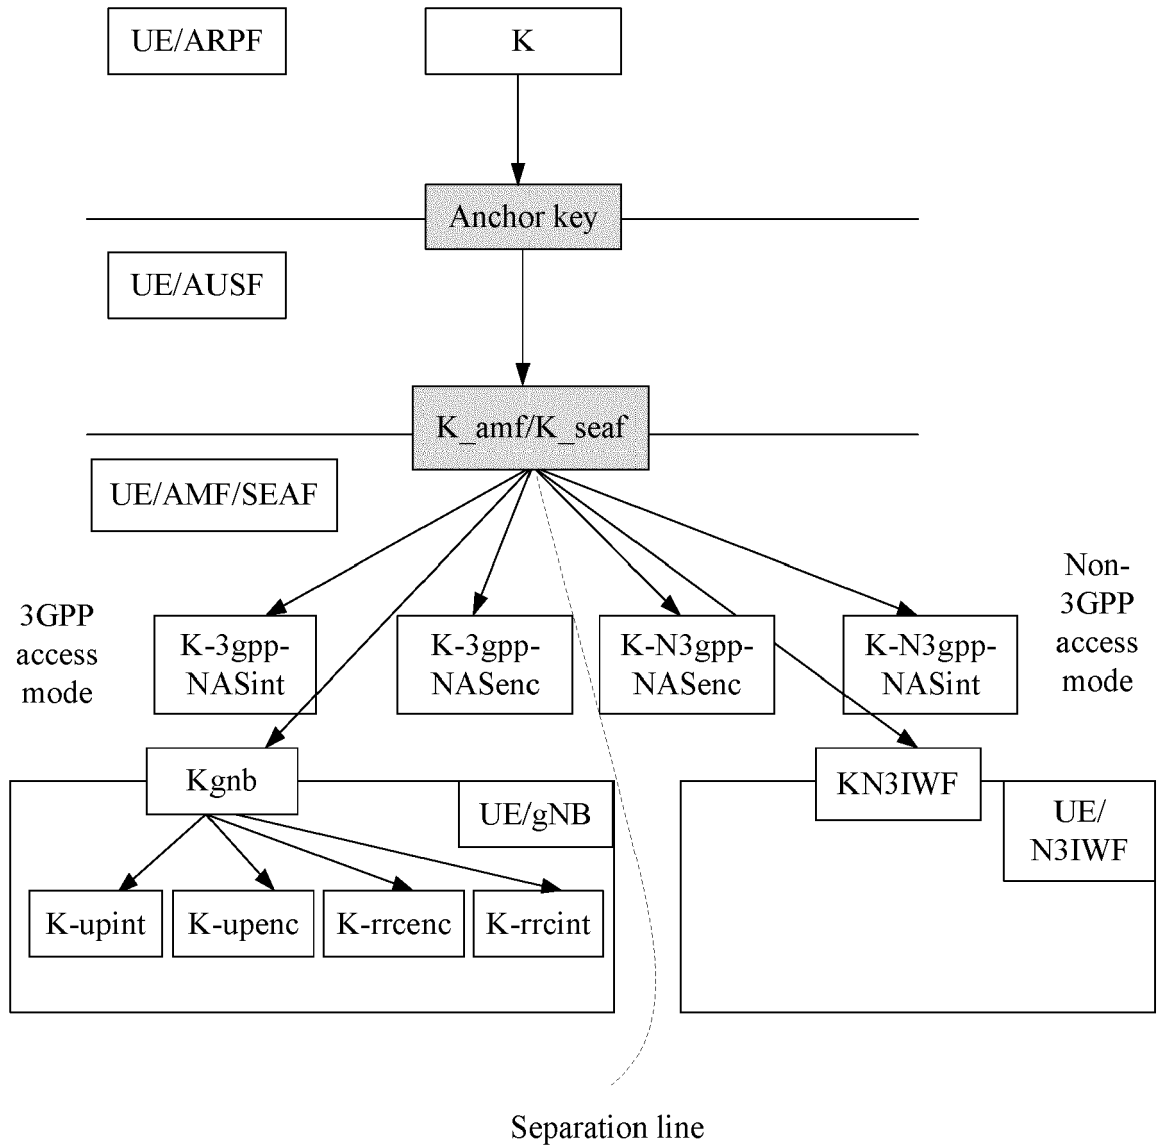 UE/ARPF
K
Anchor key
UE/AUSF
K_amf/K_seaf
UE/AMF/SEAF
3GPP
access
mode
Non-
3GPP
access
mode
K-3gpp-
NASint
K-3gpp-
NASenc
K-N3gpp-
NASenc
K-N3gpp-
NASint
Kgnb
UE/gNB
KN3IWF
UE/
N3IWF
K-upint
K-upenc
K-rrcenc
K-rrcint
Separation line